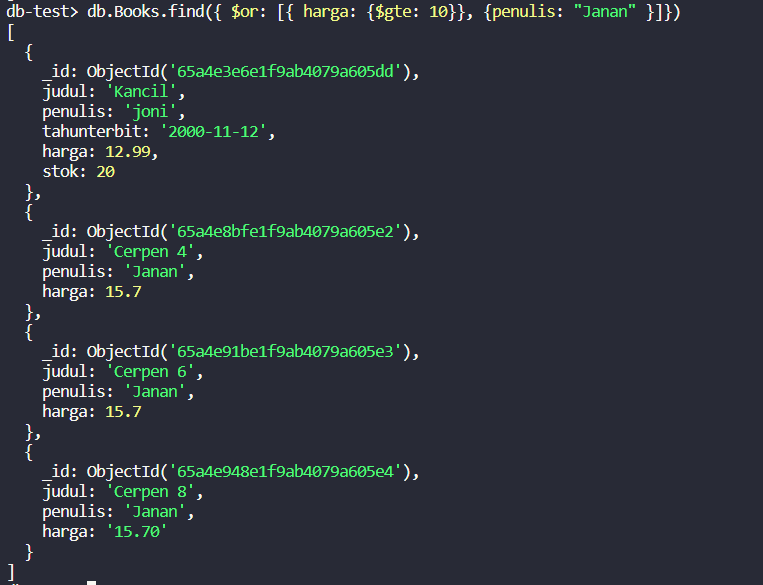 db-test> db.Books.find({ $or: [{ harga: {$gte: 10}}, {penulis: "Janan" }]})
[
  {
    _id: ObjectId('65a4e3e6e1f9ab4079a605dd'),
    judul: 'Kancil',
    penulis: 'joni',
    tahunterbit: '2000-11-12',
    harga: 12.99,
    stok: 20
  },
  {
    _id: ObjectId('65a4e8bfe1f9ab4079a605e2'),
    judul: 'Cerpen 4',
    penulis: 'Janan',
    harga: 15.7
  },
  {
    _id: ObjectId('65a4e91be1f9ab4079a605e3'),
    judul: 'Cerpen 6',
    penulis: 'Janan',
    harga: 15.7
  },
  {
    _id: ObjectId('65a4e948e1f9ab4079a605e4'),
    judul: 'Cerpen 8',
    penulis: 'Janan',
    harga: '15.70'
  }
]